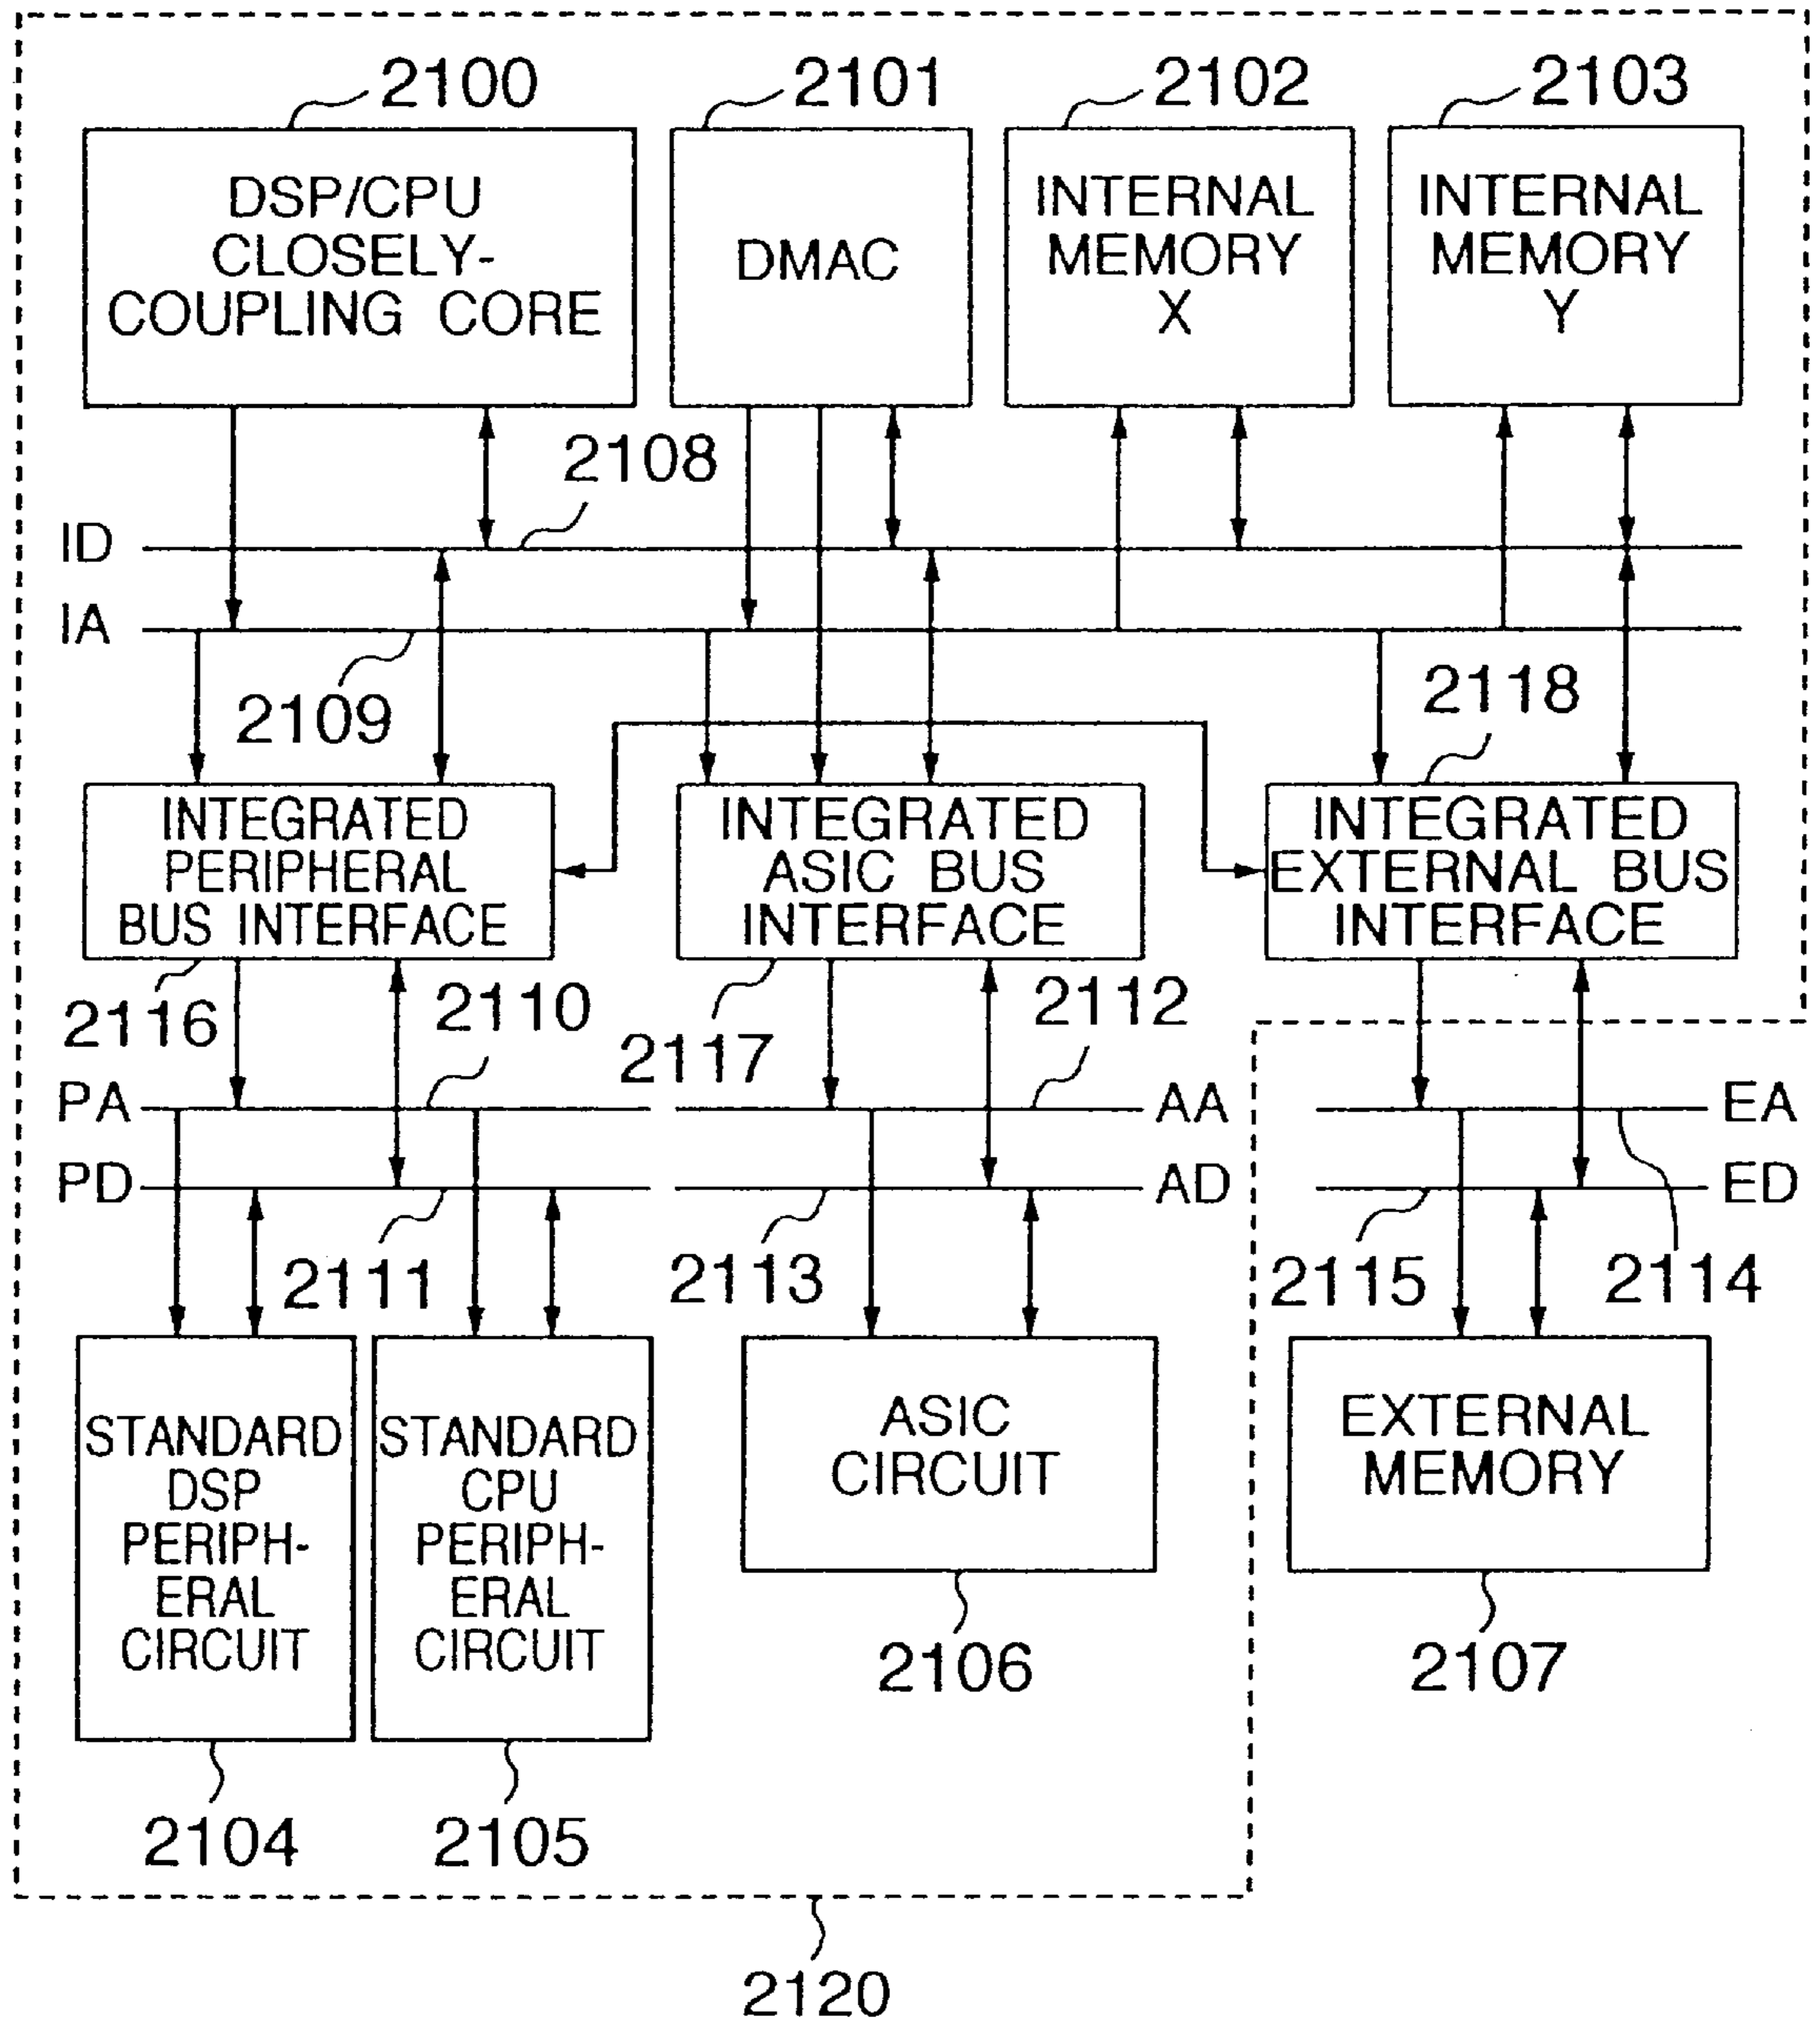 2100
2101
2102
2103
DSP/CPU
CLOSELY-
COUPLING CORE
DMAC
INTERNAL
MEMORY
X
INTERNAL
MEMORY
Y
2108
ID
IA
2109
2118
INTEGRATED
PERIPHERAL
BUS INTERFACE
INTEGRATED
ASIC BUS
INTERFACE
INTEGRATED
EXTERNAL BUS
INTERFACE
2116
2110
2117
2112
PA
AA
EA
PD
AD
ED
2111
2113
2115
2114
STANDARD
DSP
PERIPH-
ERAL
CIRCUIT
STANDARD
CPU
PERIPH-
ERAL
CIRCUIT
ASIC
CIRCUIT
EXTERNAL
MEMORY
2106
2107
2104
2105
2120